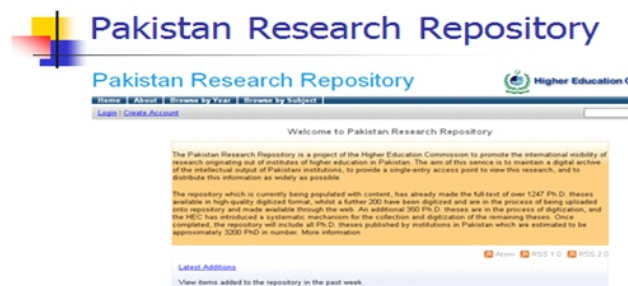 Pakistan Research Repository
Pakistan Research Repository
Higher Education C
Home | About | Browse by Year | Browse by Subject |
Login | Create Account
Welcome to Pakistan Research Repository
The Pakistan Research Repository is a project of the Higher Education Commission to promote the international visibility of
research originating out of institutes of higher education in Pakistan. The aim of this service is to maintain a digital archive
of the intellectual output of Pakistani institutions, to provide a single-entry access point to view this research, and to
distribute this information as widely as possible.
The repository which is currently being populated with content, has already made the full-text of over 1247 Ph.D. theses
available in high-quality digitized format, whilst a further 200 have been digitized and are in the process of being uploaded
onto repository and made available through the web. An additional 350 Ph.D. theses are in the process of digitization, and
the HEC has introduced a systematic mechanism for the collection and digitization of the remaining theses. Once
completed, the repository will include all Ph.D. theses published by institutions in Pakistan which are estimated to be
approximately 3200 PhD in number. More information
Atom RSS 1.0 RSS 2.0
Latest Additions
View items added to the repository in the past week.